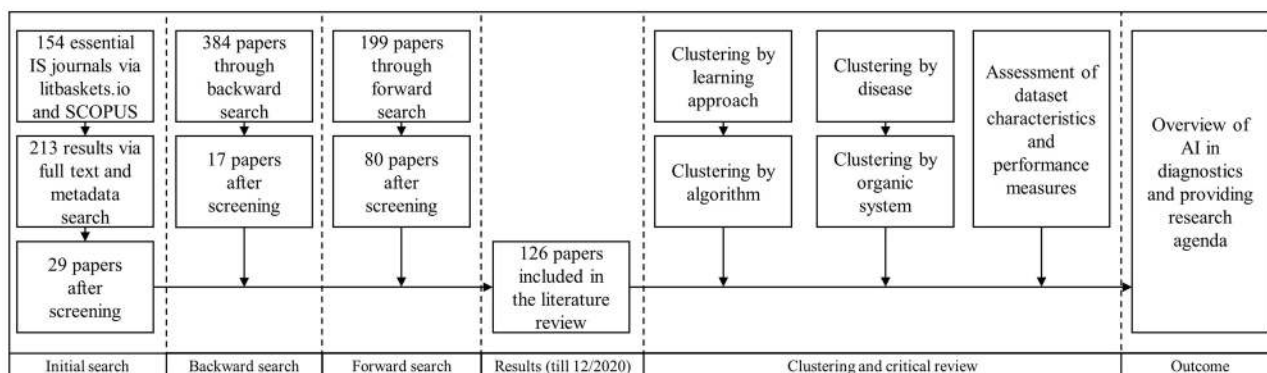 154 essential
IS journals via
litbaskets.io
and SCOPUS
213 results via
full text and
metadata
search
29 papers
after
screening
Initial search
384 papers
through
backward
search
17 papers
after
screening
Backward search
199 papers
through
forward
search
80 papers
after
screening
Forward search
126 papers
included in
the literature
review
Results (till 12/2020)
Clustering by
learning
approach
Clustering by
algorithm
Clustering by
disease
Clustering by
organic
system
Assessment of
dataset
characteristics
and
performance
measures
Clustering and critical review
Overview of
AI in
diagnostics
and providing
research
agenda
Outcome